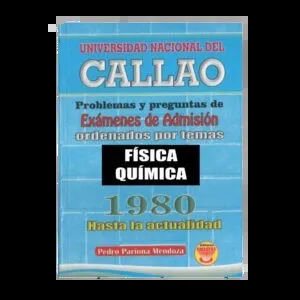 UNIVERSIDAD NACIONAL DEL
CALLAO
Problemas y preguntas de
Exámenes de Admisión
ordenados por temas
FÍSICA
QUÍMICA
1980
Hasta la actualidad
Pedro Pariona Mendoza